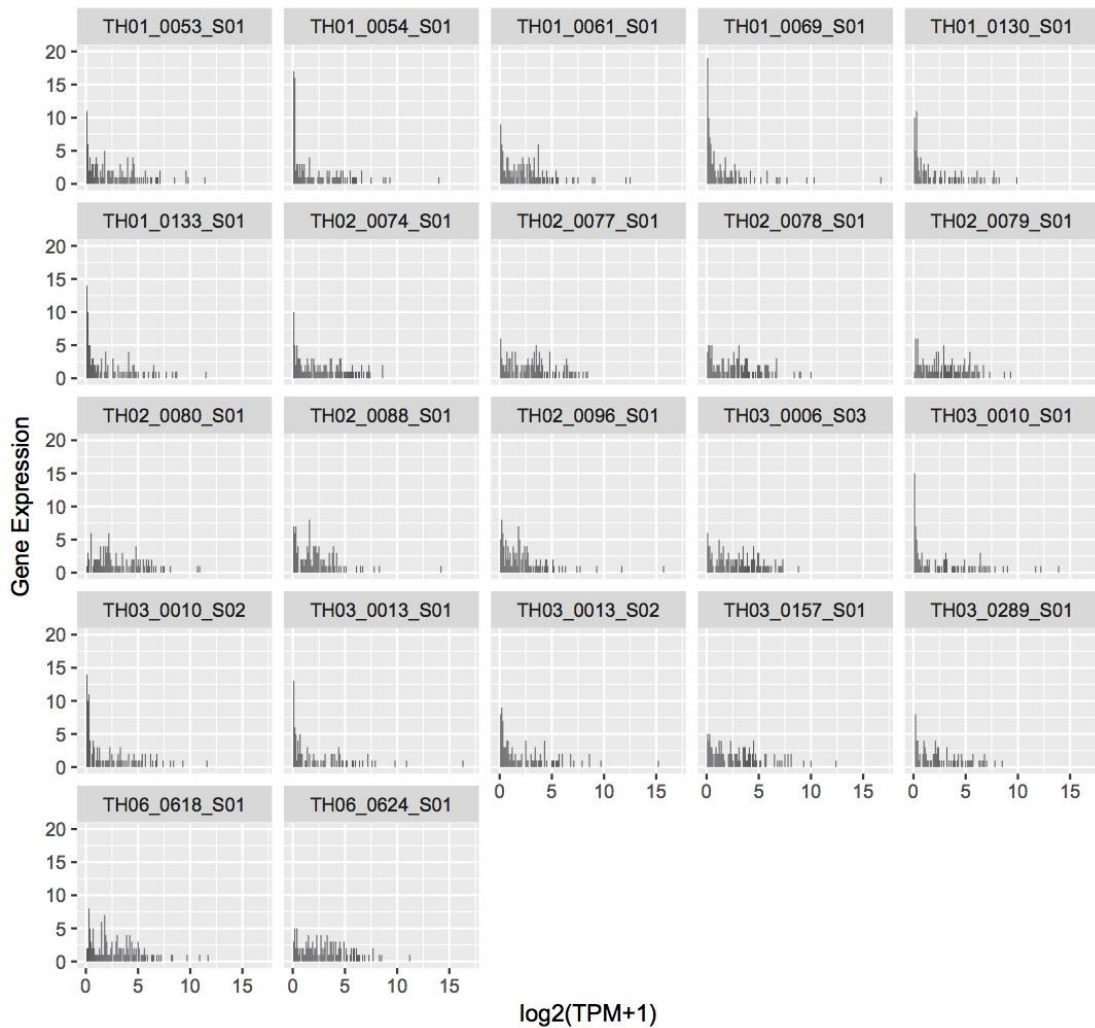 TH01_0053_S01 TH01_0054_S01 TH01_0061_S01 TH01_0069_S01 TH01_0130_S01
20
15
10
5
0
TH01_0133_S01 TH02_0074_S01 TH02_0077_S01 TH02_0078_S01 TH02_0079_S01
20
15
10
5
0
TH02_0080_S01 TH02_0088_S01 TH02_0096_S01 TH03_0006_S03 TH03_0010_S01
20
15
10
5
0
Gene Expression
TH03_0010_S02 TH03_0013_S01 TH03_0013_S02 TH03_0157_S01 TH03_0289_S01
20
15
10
5
0
0 5 10 15 0 5 10 15 0 5 10 15
TH06_0618_S01 TH06_0624_S01
20
15
10
5
0
0 5 10 15 0 5 10 15
log2(TPM+1)